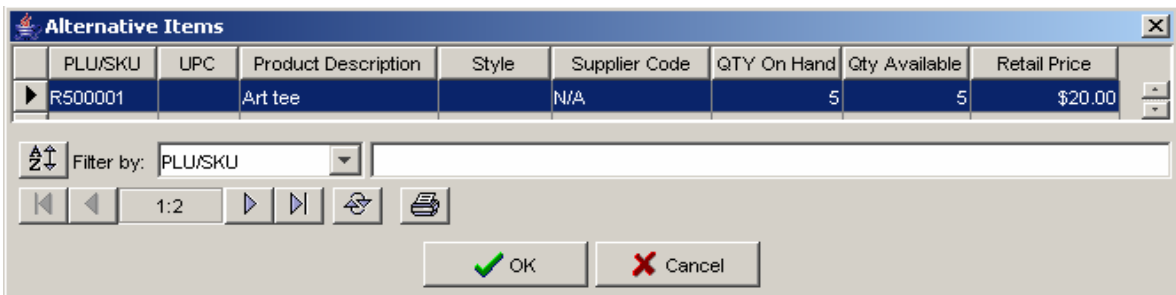 Alternative Items
PLU/SKU UPC Product Description Style Supplier Code QTY On Hand Qty Available Retail Price
R500001 Art tee N/A 5 5 $20.00
AZ Filter by: PLU/SKU
1:2
OK Cancel